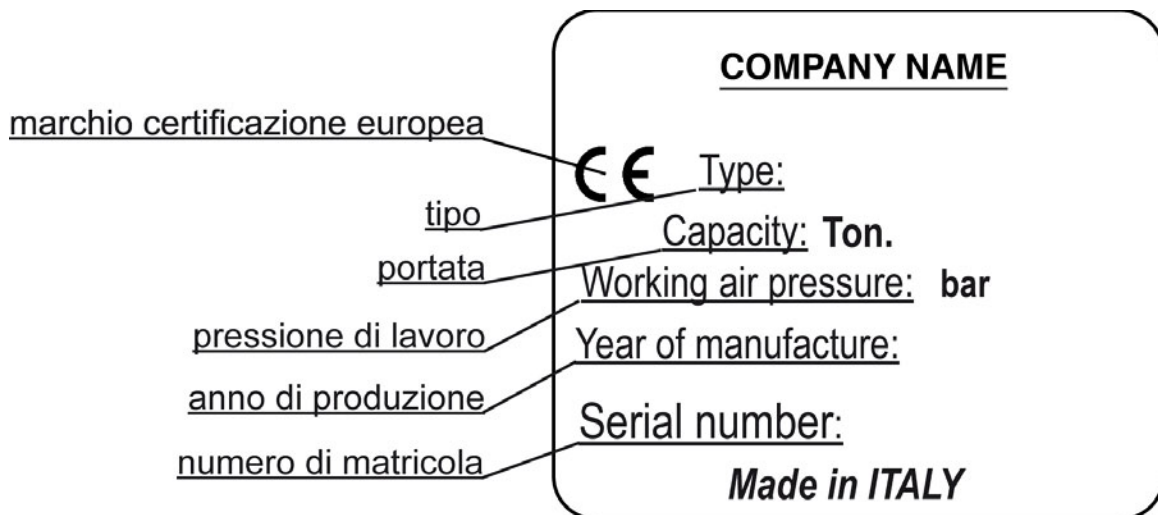 COMPANY NAME
marchio certificazione europea
CE Type:
tipo
Capacity: Ton.
portata
Working air pressure: bar
pressione di lavoro
Year of manufacture:
anno di produzione
Serial number:
numero di matricola
Made in ITALY